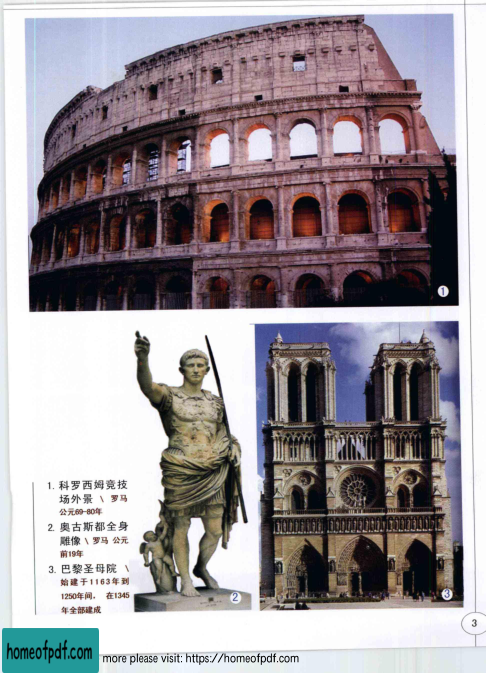 ①
②
③
1. 科罗西姆竞技
场外景 \ 罗马
公元69-80年
2. 奥古斯都全身
雕像 \ 罗马 公元
前19年
3. 巴黎圣母院 \
始建于1163年到
1250年间， 在1345
年全部建成
3
homeofpdf.com
more please visit: https://homeofpdf.com